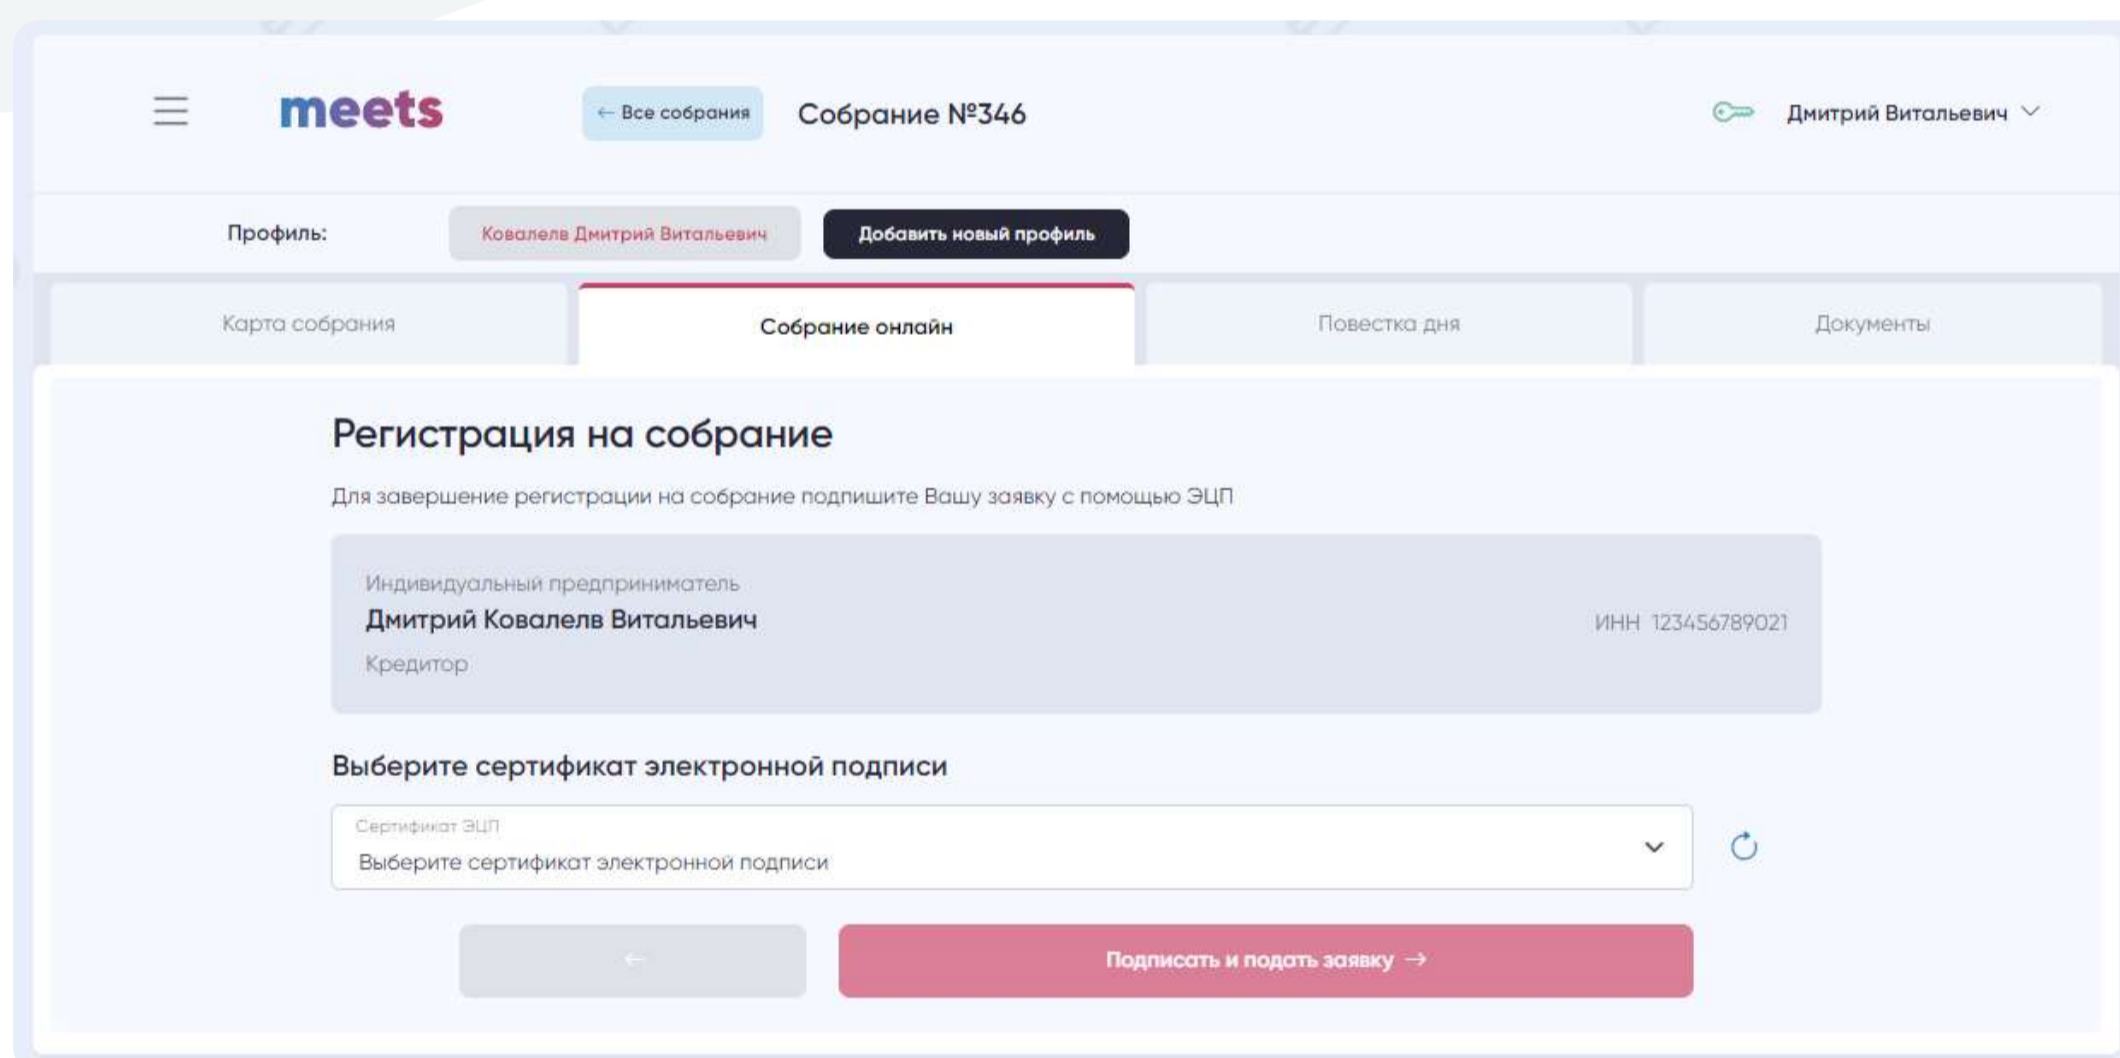 meets
← Все собрания
Собрание №346
Дмитрий Витальевич
Профиль:
Ковалелв Дмитрий Витальевич
Добавить новый профиль
Карта собрания
Собрание онлайн
Повестка дня
Документы
Регистрация на собрание
Для завершение регистрации на собрание подпишите Вашу заявку с помощью ЭЦП
Индивидуальный предприниматель
Дмитрий Ковалелв Витальевич
ИНН 123456789021
Кредитор
Выберите сертификат электронной подписи
Сертификат ЭЦП
Выберите сертификат электронной подписи
←
Подписать и подать заявку →